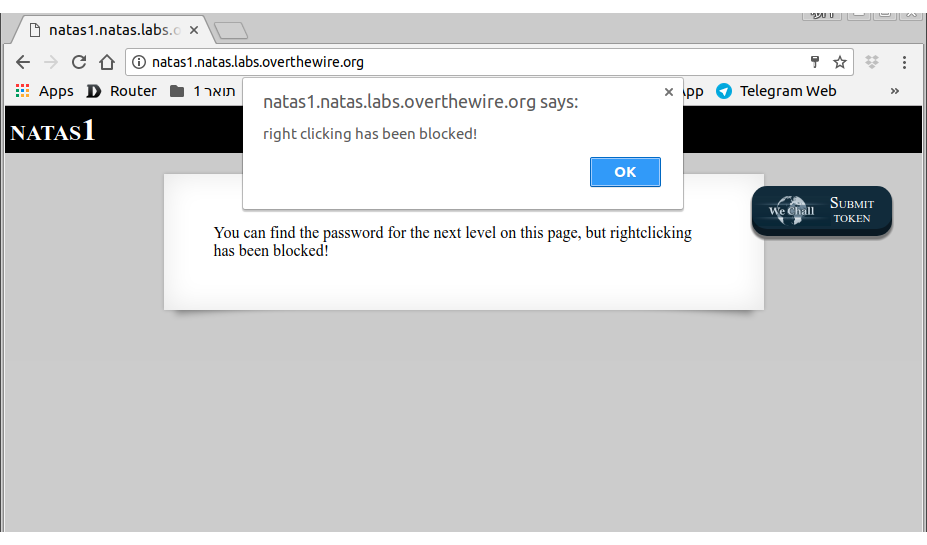 natas1.natas.labs.o
natas1.natas.labs.overthewire.org
Apps
Router
תואר 1
App
Telegram Web
»
natas1.natas.labs.overthewire.org says:
right clicking has been blocked!
OK
NATAS1
You can find the password for the next level on this page, but rightclicking
has been blocked!
We Chall
SUBMIT
TOKEN